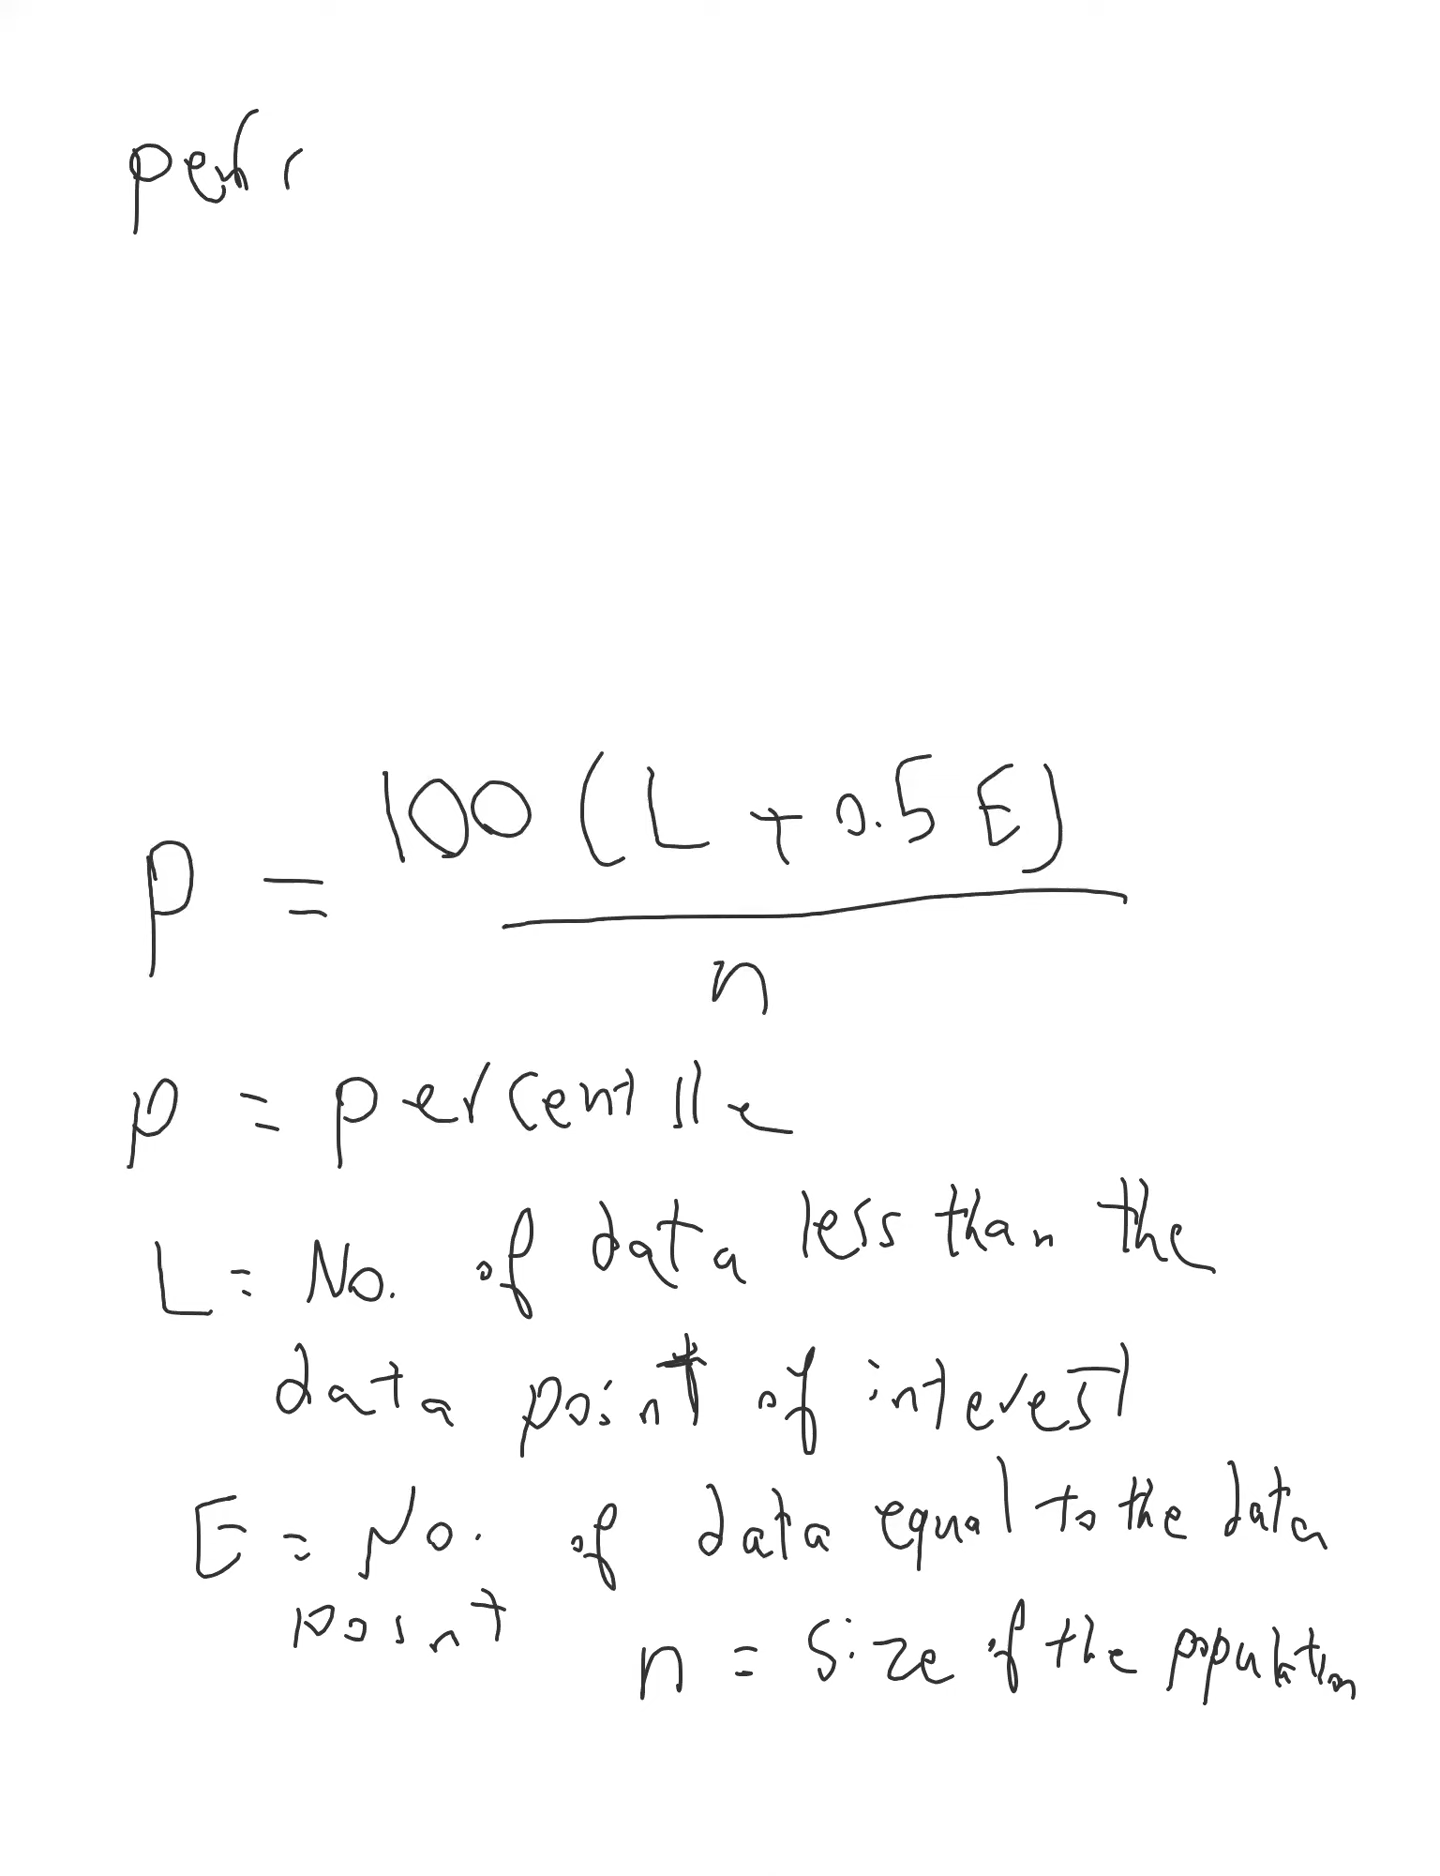 P = 100 (L + 0.5 E) / n
p = percentile
L = No. of data less than the
data point of interest
E = No. of data equal to the data
point
n = size of the population